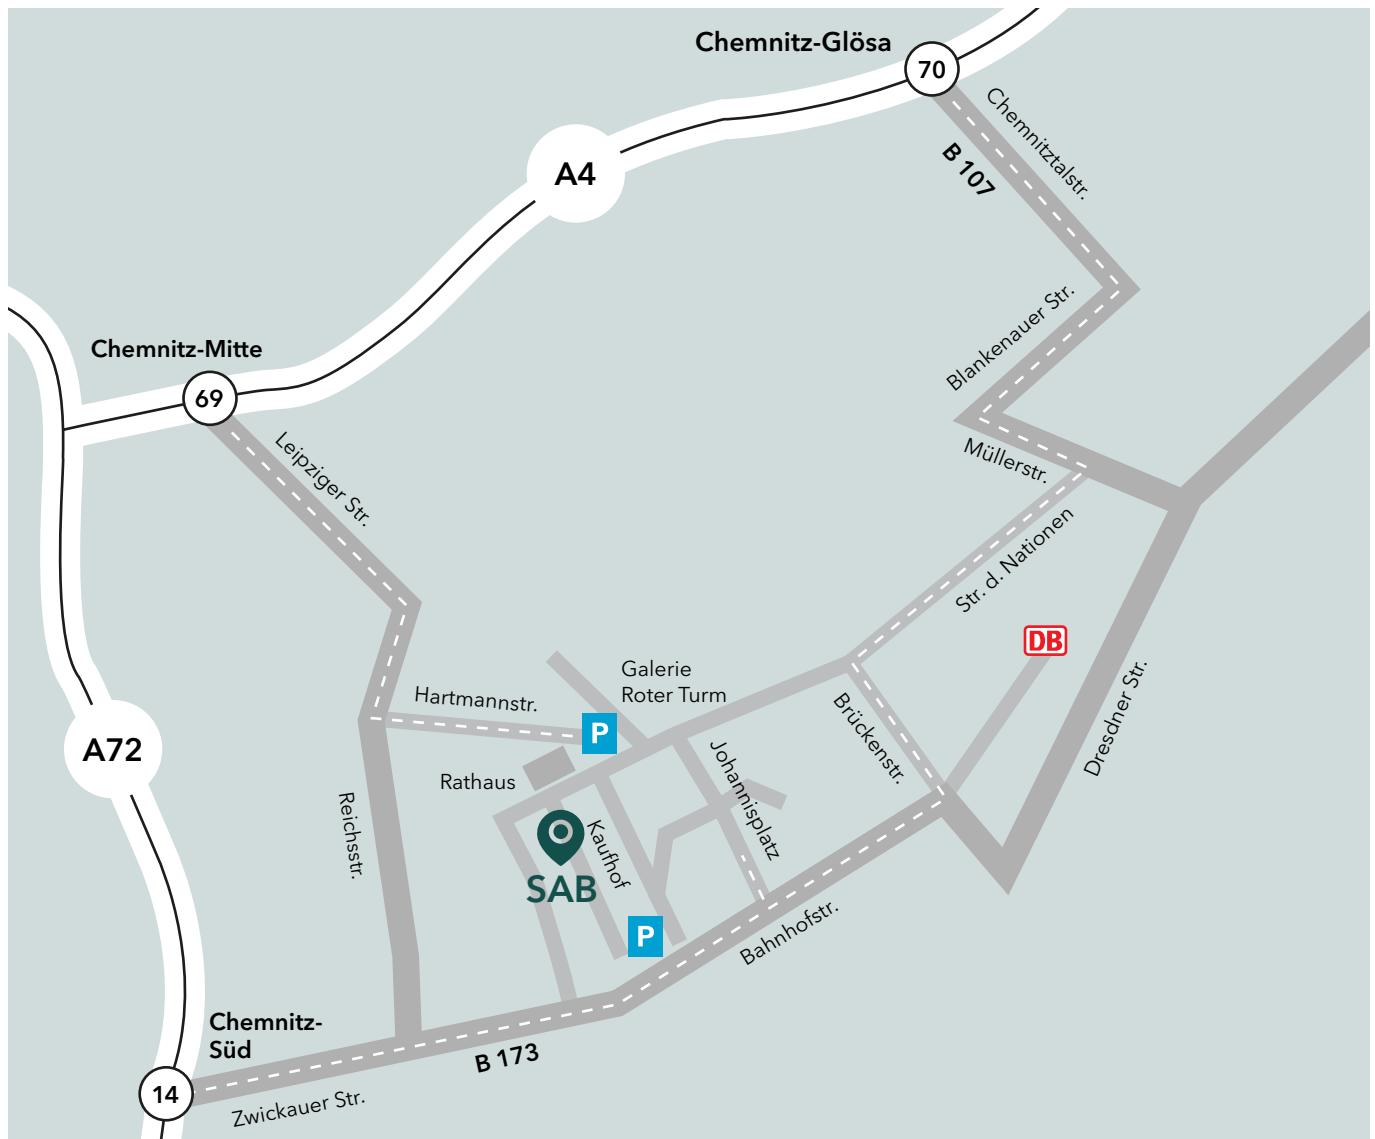 Chemnitz-Glösa
70
Chemnitztalstr.
B 107
A4
Blankenauer Str.
Chemnitz-Mitte
69
Leipziger Str.
Müllerstr.
Str. d. Nationen
DB
Galerie
Roter Turm
Hartmannstr.
P
Brückenstr.
Dresdner Str.
A72
Rathaus
Johannisplatz
Reichsstr.
Kaufhof
SAB
P
Bahnhofstr.
Chemnitz-
Süd
B 173
14
Zwickauer Str.